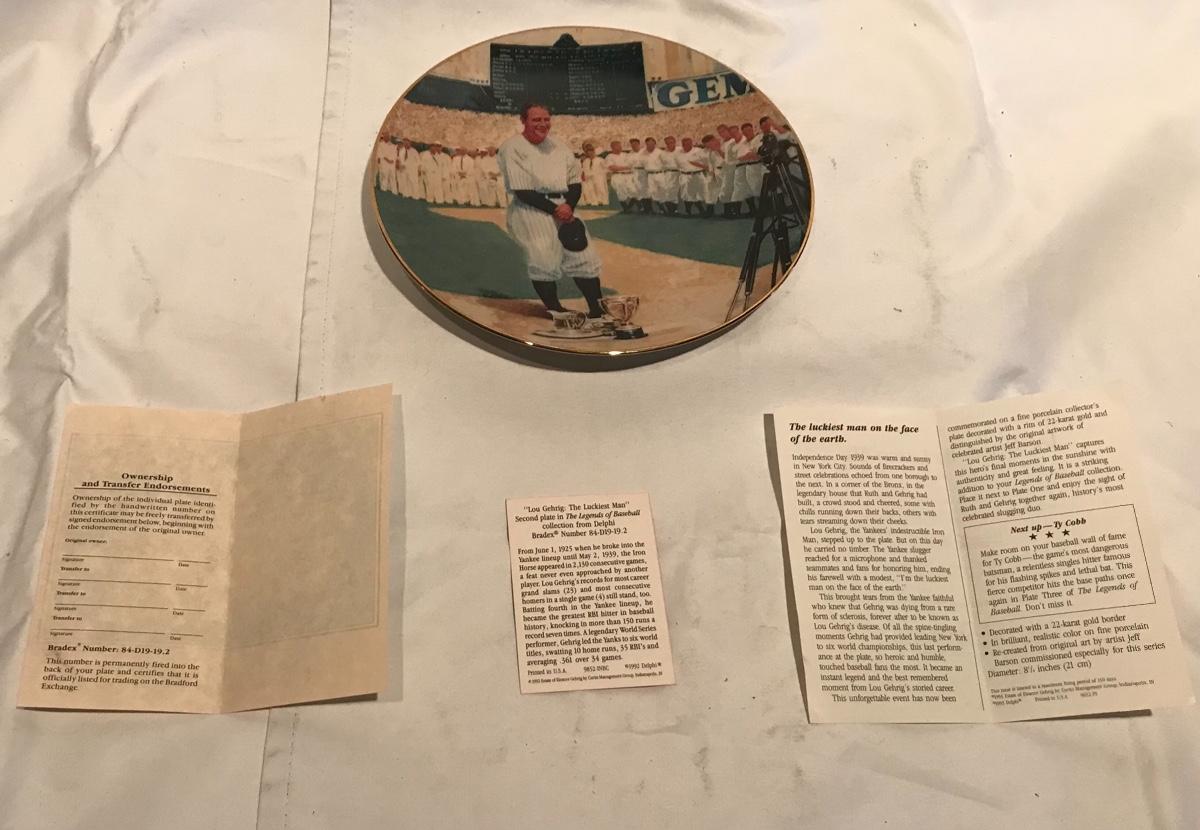 GEM
Ownership
and Transfer Endorsements
Ownership of the individual plate identi-
fied by the handwritten number on
this certificate may be freely transferred by
signed endorsement below, beginning with
the endorsement of the original owner.
Original owner:
Signature Date
Transfer to
Signature Date
Transfer to
Signature Date
Transfer to
Signature Date
Bradex® Number: 84-D19-19.2
This number is permanently fired into the
back of your plate and certifies that it is
officially listed for trading on the Bradford
Exchange.
"Lou Gehrig: The Luckiest Man"
Second plate in The Legends of Baseball
collection from Delphi
Bradex® Number 84-D19-19.2
From June 1, 1925 when he broke into the
Yankee lineup until May 2, 1939, the Iron
Horse appeared in 2,130 consecutive games,
a feat never even approached by another
player. Lou Gehrig's records for most career
grand slams (23) and most consecutive
homers in a single game (4) still stand, too.
Batting fourth in the Yankee lineup, he
became the greatest RBI hitter in baseball
history, knocking in more than 150 runs a
record seven times. A legendary World Series
performer, Gehrig led the Yanks to six world
titles, swatting 10 home runs, 35 RBI's and
averaging .361 over 34 games.
Printed in U.S.A. ©1992 Delphi®
Estate of Eleanor Gehrig by Curtis Management Group, Indianapolis, IN
The luckiest man on the face
of the earth.
Independence Day 1939 was warm and sunny
in New York City. Sounds of firecrackers and
street celebrations echoed from one borough to
the next. In a corner of the Bronx, in the
legendary house that Ruth and Gehrig had
built, a crowd stood and cheered, some with
chills running down their backs, others with
tears streaming down their cheeks.
Lou Gehrig, the Yankees' indestructible Iron
Man, stepped up to the plate. But on this day
he carried no timber. The Yankee slugger
reached for a microphone and thanked
teammates and fans for honoring him, ending
his farewell with a modest, "I'm the luckiest
man on the face of the earth."
This brought tears from the Yankee faithful
who knew that Gehrig was dying from a rare
form of sclerosis, forever after to be known as
Lou Gehrig's disease. Of all the spine-tingling
moments Gehrig had provided leading New York
to six world championships, this last perform-
ance at the plate, so heroic and humble,
touched baseball fans the most. It became an
instant legend and the best remembered
moment from Lou Gehrig's storied career.
This unforgettable event has now been
commemorated on a fine porcelain collector's
plate decorated with a rim of 22-karat gold and
distinguished by the original artwork of
celebrated artist Jeff Barson.
"Lou Gehrig: The Luckiest Man" captures
this hero's final moments in the sunshine with
authenticity and great feeling. It is a striking
addition to your Legends of Baseball collection.
Place it next to Plate One and enjoy the sight of
Ruth and Gehrig together again, history's most
celebrated slugging duo.
Next up—Ty Cobb
★ ★ ★
Make room on your baseball wall of fame
for Ty Cobb—the game's most dangerous
batsman, a relentless singles hitter famous
for his flashing spikes and lethal bat. This
fierce competitor hits the base paths once
again in Plate Three of The Legends of
Baseball. Don't miss it.
• Decorated with a 22-karat gold border
• In brilliant, realistic color on fine porcelain
• Re-created from original art by artist Jeff
Barson commissioned especially for this series
Diameter: 8¼ inches (21 cm)
Estate of Eleanor Gehrig by Curtis Management Group, Indianapolis, IN
Printed in U.S.A.